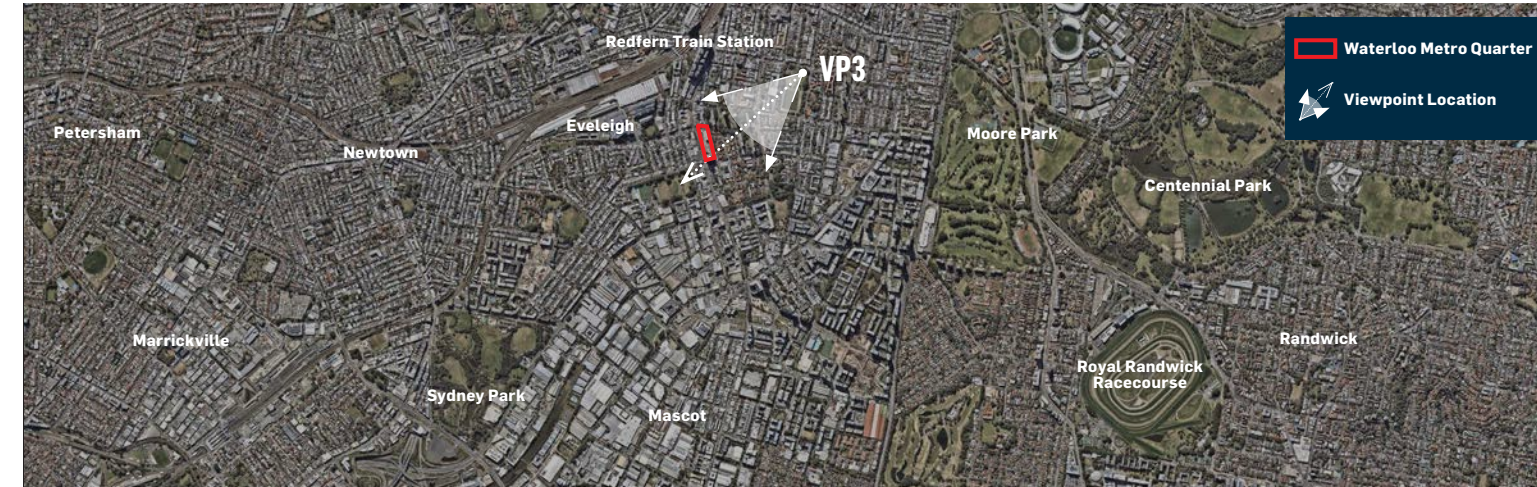 Redfern Train Station
VP3
Waterloo Metro Quarter
Viewpoint Location
Petersham
Newtown
Eveleigh
Moore Park
Centennial Park
Marrickville
Sydney Park
Mascot
Royal Randwick
Racecourse
Randwick